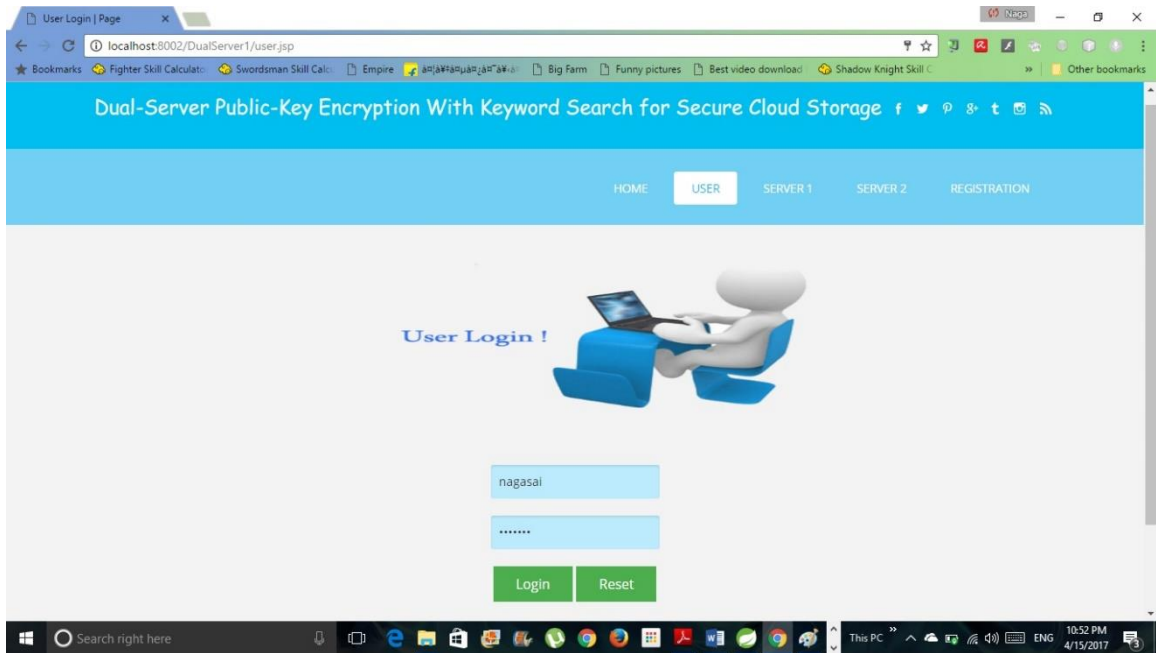 User Login | Page
Naga
localhost:8002/DualServer1/user.jsp
Bookmarks Fighter Skill Calculato Swordsman Skill Calc Empire Big Farm Funny pictures Best video download Shadow Knight Skill C » Other bookmarks
Dual-Server Public-Key Encryption With Keyword Search for Secure Cloud Storage
HOME USER SERVER 1 SERVER 2 REGISTRATION
User Login !
nagasai
•••••••
Login Reset
Search right here This PC » ENG 10:52 PM
4/15/2017
3